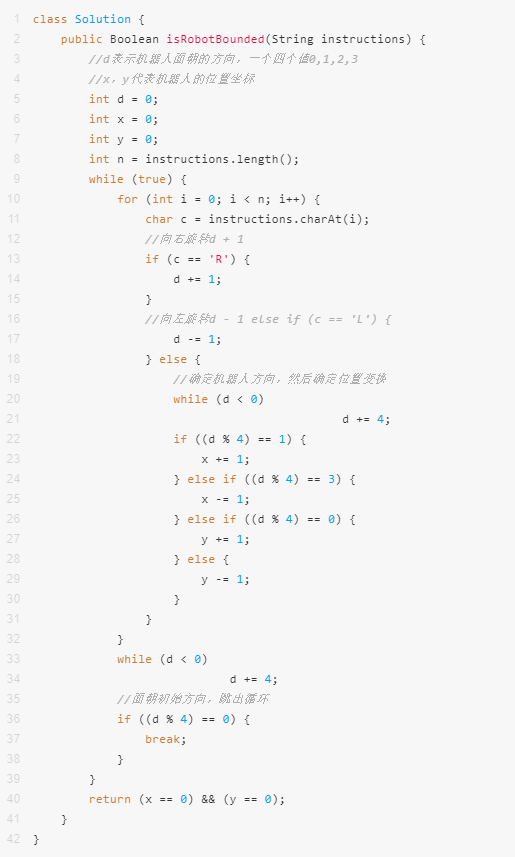 1 class Solution {
2 public Boolean isRobotBounded(String instructions) {
3 //d表示机器人面朝的方向，一个四个值0,1,2,3
4 //x，y代表机器人的位置坐标
5 int d = 0;
6 int x = 0;
7 int y = 0;
8 int n = instructions.length();
9 while (true) {
10 for (int i = 0; i < n; i++) {
11 char c = instructions.charAt(i);
12 //向右旋转d + 1
13 if (c == 'R') {
14 d += 1;
15 }
16 //向左旋转d - 1 else if (c == 'L') {
17 d -= 1;
18 } else {
19 //确定机器人方向，然后确定位置变换
20 while (d < 0)
21 d += 4;
22 if ((d % 4) == 1) {
23 x += 1;
24 } else if ((d % 4) == 3) {
25 x -= 1;
26 } else if ((d % 4) == 0) {
27 y += 1;
28 } else {
29 y -= 1;
30 }
31 }
32 }
33 while (d < 0)
34 d += 4;
35 //面朝初始方向，跳出循环
36 if ((d % 4) == 0) {
37 break;
38 }
39 }
40 return (x == 0) && (y == 0);
41 }
42 }